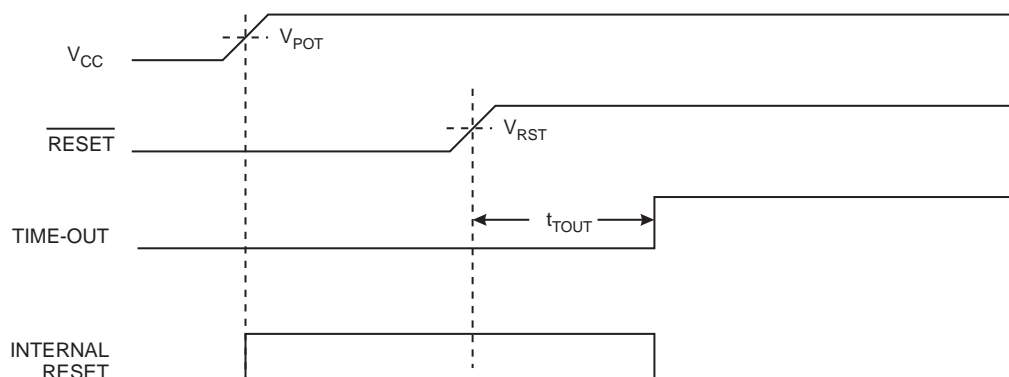 V_CC
V_POT
RESET
V_RST
TIME-OUT
t_TOUT
INTERNAL
RESET